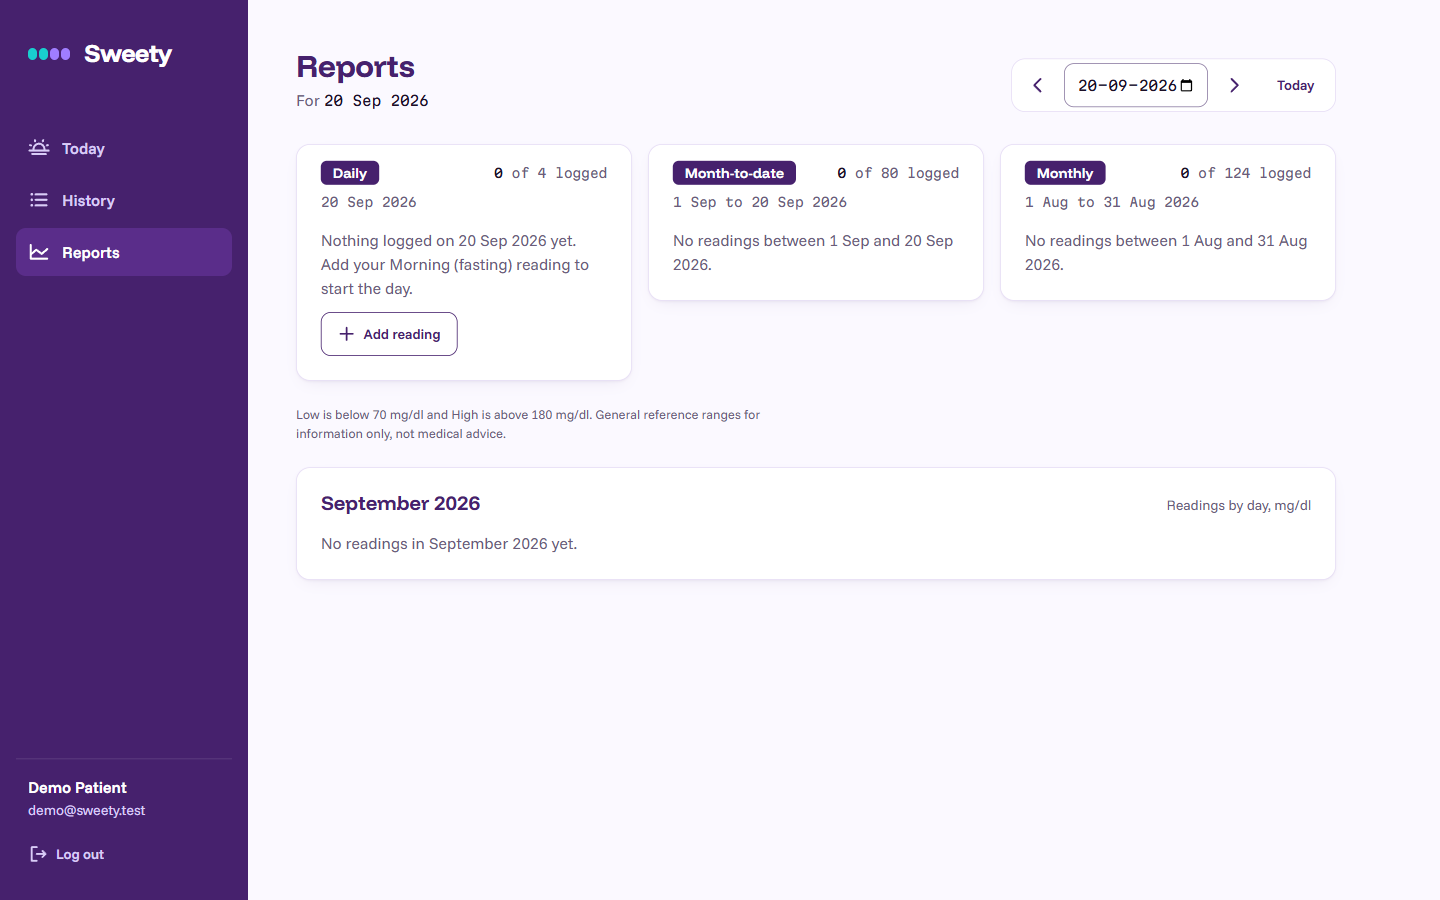 Sweety
Today
History
Reports
Demo Patient
demo@sweety.test
Log out
Reports
For 20 Sep 2026
20-09-2026
Today
Daily
0 of 4 logged
20 Sep 2026
Nothing logged on 20 Sep 2026 yet.
Add your Morning (fasting) reading to
start the day.
Add reading
Month-to-date
0 of 80 logged
1 Sep to 20 Sep 2026
No readings between 1 Sep and 20 Sep
2026.
Monthly
0 of 124 logged
1 Aug to 31 Aug 2026
No readings between 1 Aug and 31 Aug
2026.
Low is below 70 mg/dl and High is above 180 mg/dl. General reference ranges for
information only, not medical advice.
September 2026
Readings by day, mg/dl
No readings in September 2026 yet.